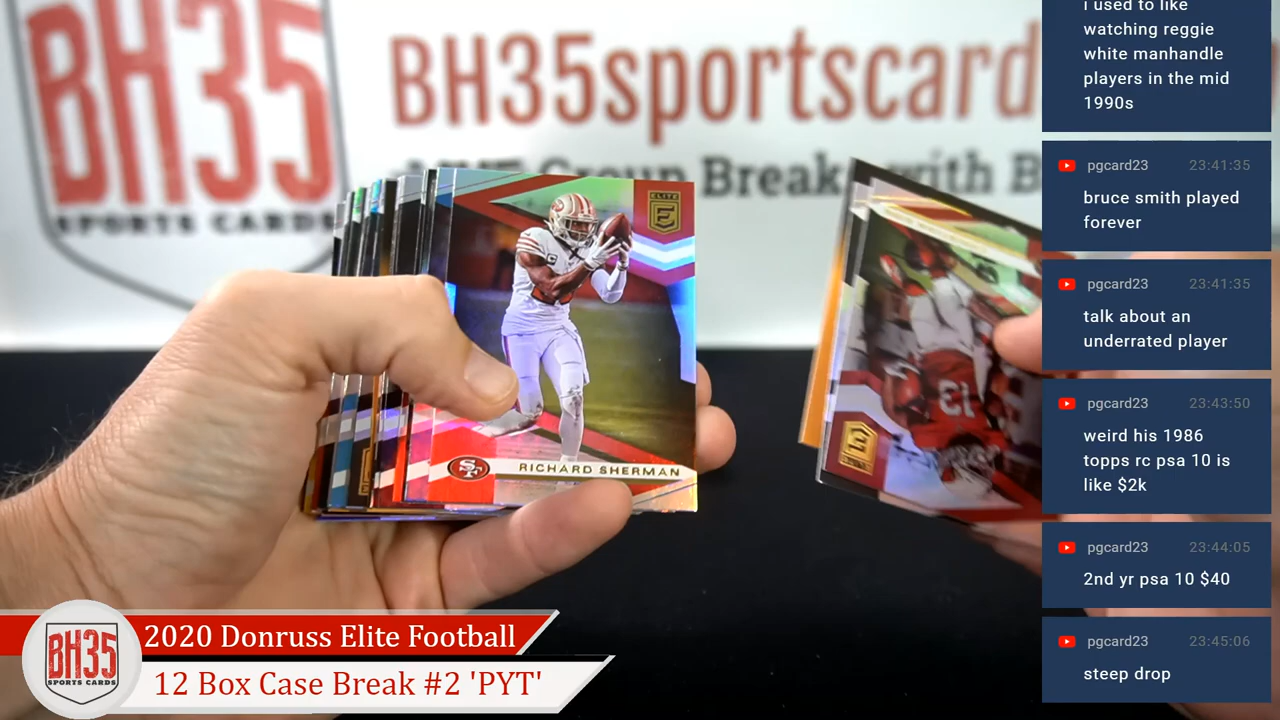 BH35
SPORTS CARDS
BH35sportscard
Group Break with B
ELITE
E
SF
RICHARD SHERMAN
13
E
i used to like
watching reggie
white manhandle
players in the mid
1990s
pgcard23 23:41:35
bruce smith played
forever
pgcard23 23:41:35
talk about an
underrated player
pgcard23 23:43:50
weird his 1986
topps rc psa 10 is
like $2k
pgcard23 23:44:05
2nd yr psa 10 $40
pgcard23 23:45:06
steep drop
BH35
SPORTS CARDS
2020 Donruss Elite Football
12 Box Case Break #2 'PYT'